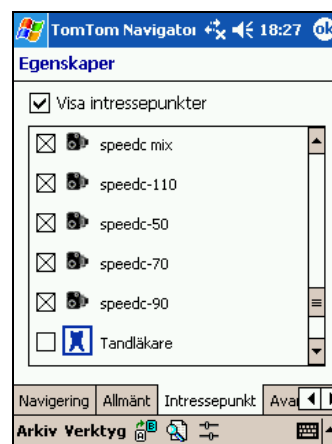 TomTom Navigator 18:27 ok
Egenskaper
Visa intressepunkter
speedc mix
speedc-110
speedc-50
speedc-70
speedc-90
Tandläkare
Navigering Allmänt Intressepunkt Ava
Arkiv Verktyg